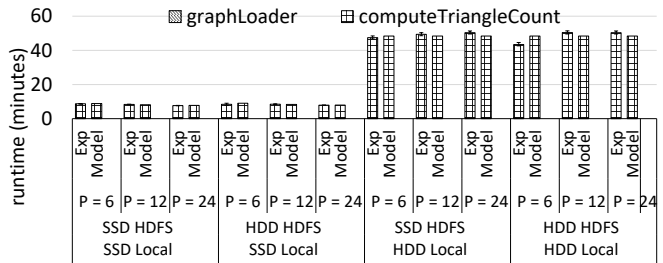 graphLoader computeTriangleCount
runtime (minutes)
60
40
20
0
Exp Model Exp Model Exp Model Exp Model Exp Model Exp Model Exp Model Exp Model Exp Model Exp Model Exp Model Exp Model
P = 6 P = 12 P = 24 P = 6 P = 12 P = 24 P = 6 P = 12 P = 24 P = 6 P = 12 P = 24
SSD HDFS HDD HDFS SSD HDFS HDD HDFS
SSD Local SSD Local HDD Local HDD Local